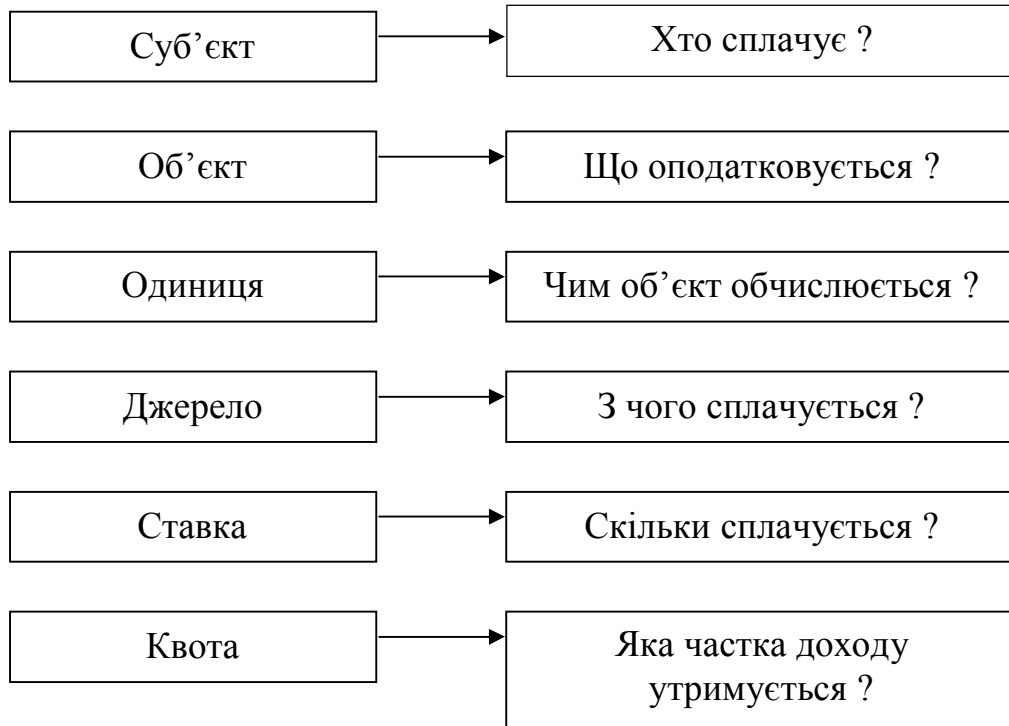 Суб’єкт
Хто сплачує ?
Об’єкт
Що оподатковується ?
Одиниця
Чим об’єкт обчислюється ?
Джерело
З чого сплачується ?
Ставка
Скільки сплачується ?
Квота
Яка частка доходу
утримується ?